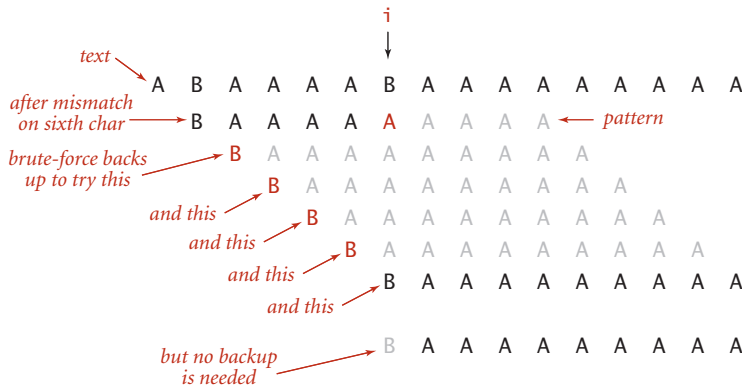 i
text
A B A A A A B A A A A A A A A A
after mismatch
on sixth char
B A A A A A A A A A
pattern
brute-force backs
up to try this
B A A A A A A A A A
and this
B A A A A A A A A A
and this
B A A A A A A A A A
and this
B A A A A A A A A A
and this
B A A A A A A A A A
but no backup
is needed
B A A A A A A A A A